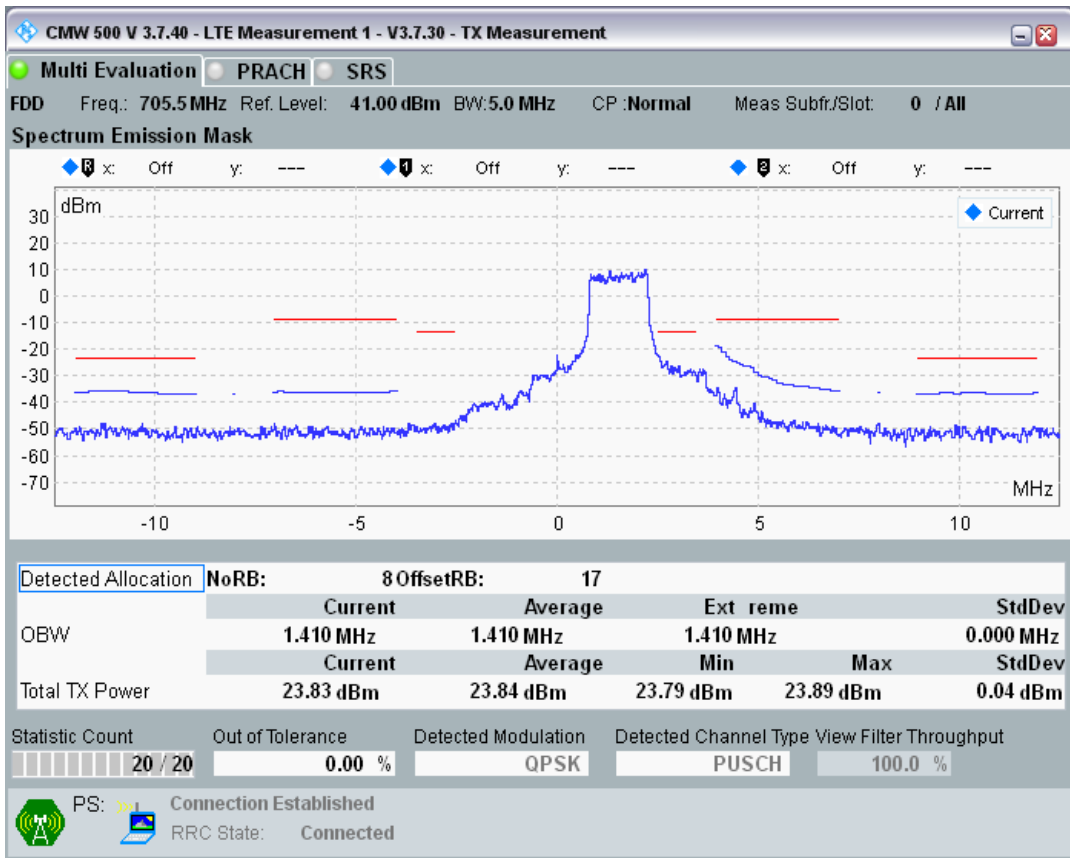 CMW 500 V 3.7.40 - LTE Measurement 1 - V3.7.30 - TX Measurement
Multi Evaluation PRACH SRS
FDD Freq.: 705.5 MHz Ref. Level: 41.00 dBm BW:5.0 MHz CP :Normal Meas Subfr./Slot: 0 / All
Spectrum Emission Mask
R x: Off y: --- 1 x: Off y: --- 2 x: Off y: ---
dBm
Current
30
20
10
0
-10
-20
-30
-40
-50
-60
-70
MHz
-10 -5 0 5 10
Detected Allocation NoRB: 8 OffsetRB: 17
Current Average Ext reme StdDev
OBW 1.410 MHz 1.410 MHz 1.410 MHz 0.000 MHz
Current Average Min Max StdDev
Total TX Power 23.83 dBm 23.84 dBm 23.79 dBm 23.89 dBm 0.04 dBm
Statistic Count Out of Tolerance Detected Modulation Detected Channel Type View Filter Throughput
20 / 20 0.00 % QPSK PUSCH 100.0 %
PS: Connection Established
RRC State: Connected